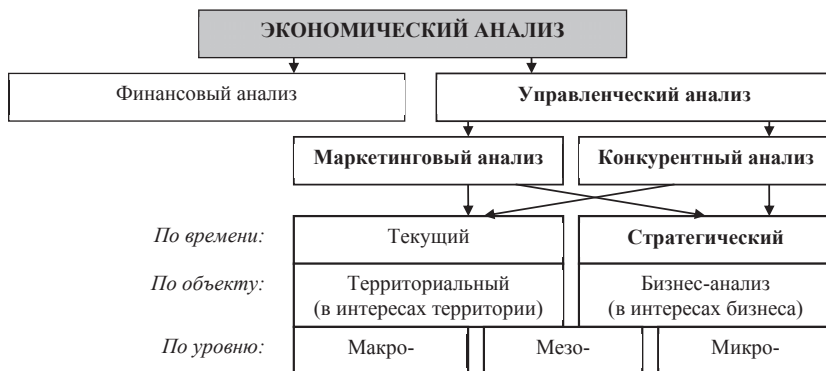 ЭКОНОМИЧЕСКИЙ АНАЛИЗ
Финансовый анализ
Управленческий анализ
Маркетинговый анализ
Конкурентный анализ
По времени:
Текущий
Стратегический
По объекту:
Территориальный
(в интересах территории)
Бизнес-анализ
(в интересах бизнеса)
По уровню:
Макро-
Мезо-
Микро-